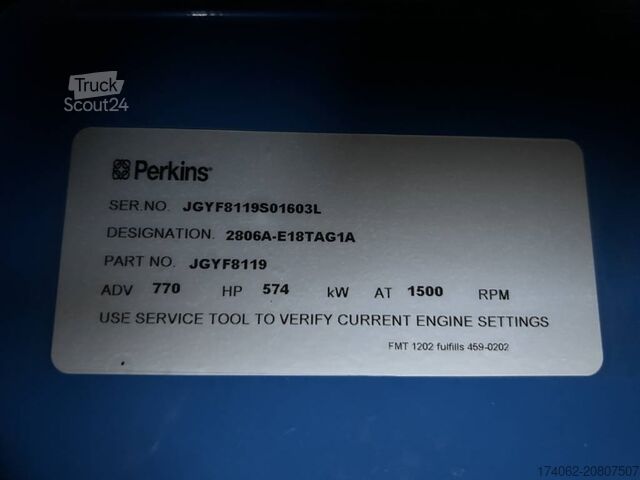 Truck
Scout24
Perkins
SER.NO. JGYF8119S01603L
DESIGNATION. 2806A-E18TAG1A
PART NO. JGYF8119
ADV 770 HP 574 kW AT 1500 RPM
USE SERVICE TOOL TO VERIFY CURRENT ENGINE SETTINGS
FMT 1202 fulfills 459-0202
174062-20807507